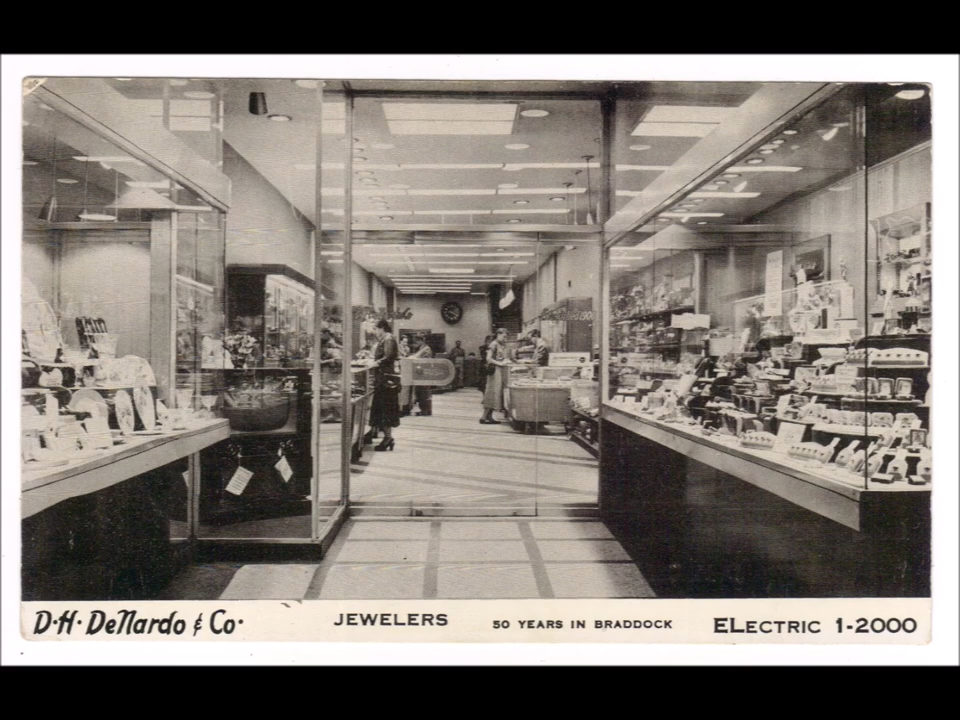 D·H· DeNardo & Co·
JEWELERS
50 YEARS IN BRADDOCK
ELECTRIC 1-2000